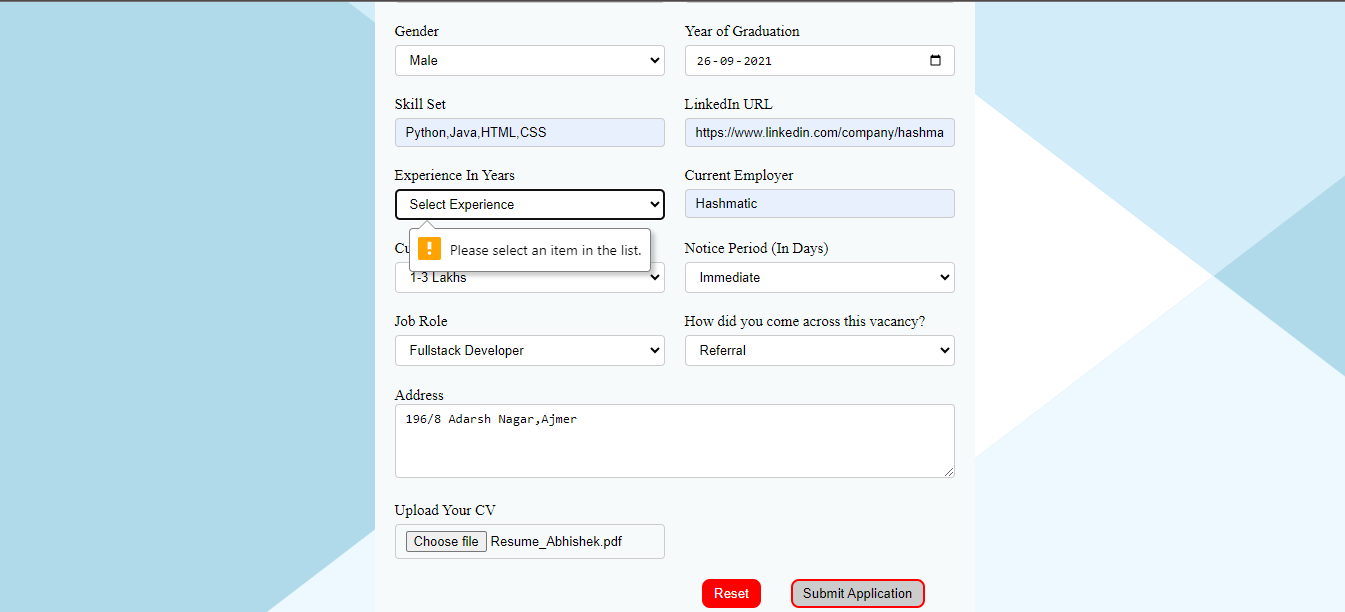 Gender Year of Graduation
Male 26-09-2021
Skill Set LinkedIn URL
Python,Java,HTML,CSS https://www.linkedin.com/company/hashma
Experience In Years Current Employer
Select Experience Hashmatic
Cu Notice Period (In Days)
! Please select an item in the list.
1-3 Lakhs Immediate
Job Role How did you come across this vacancy?
Fullstack Developer Referral
Address
196/8 Adarsh Nagar,Ajmer
Upload Your CV
Choose file Resume_Abhishek.pdf
Reset Submit Application